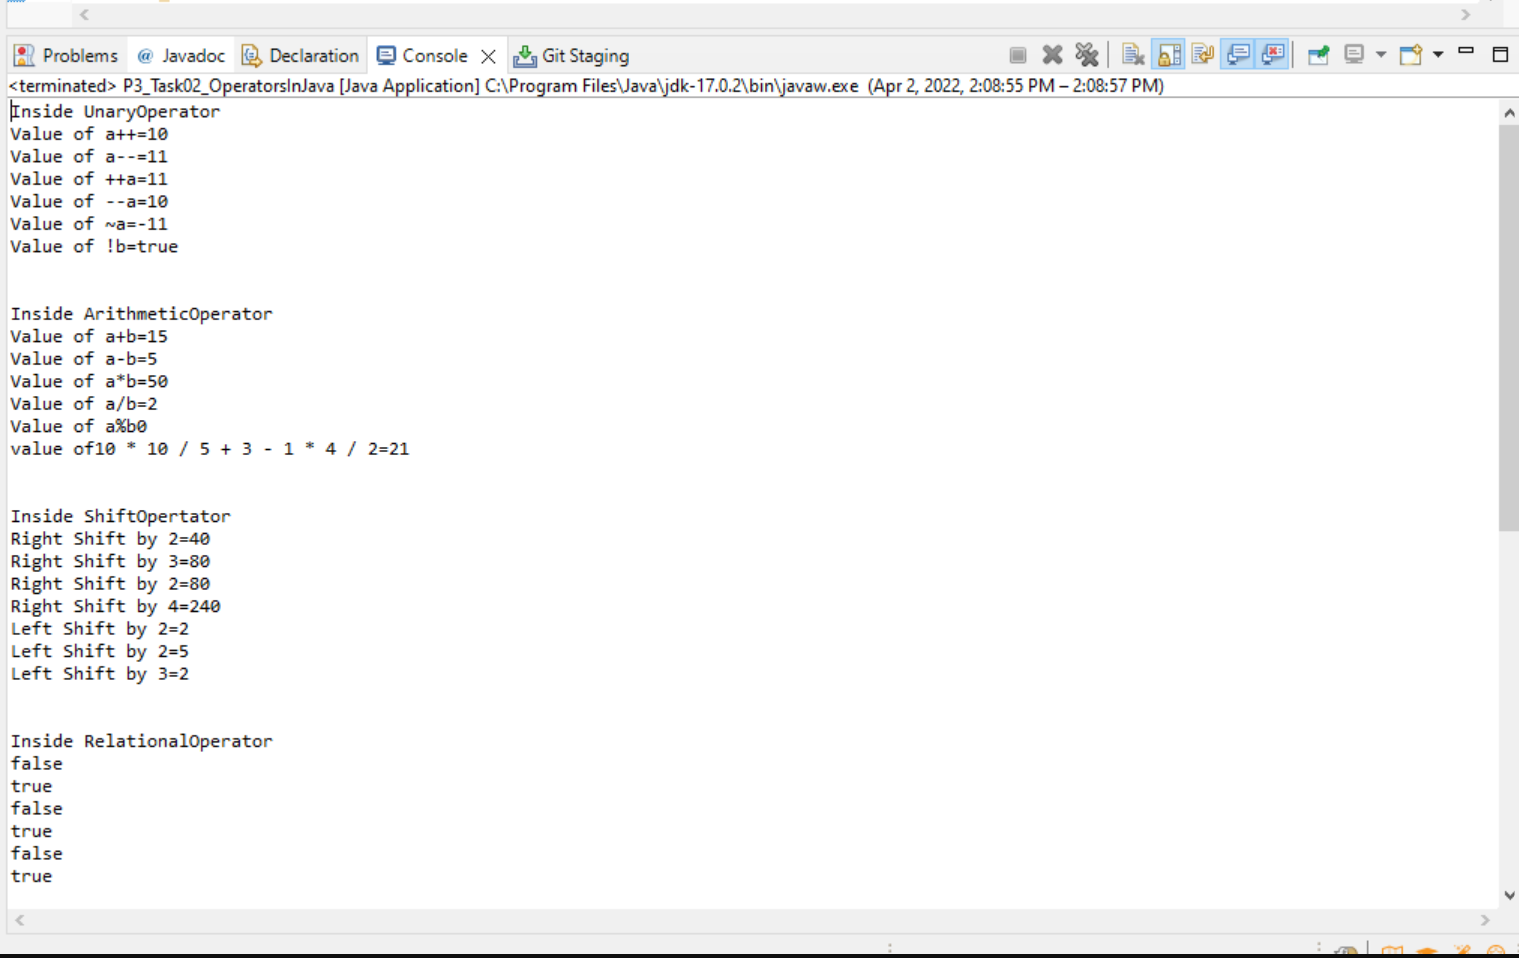 Problems @ Javadoc Declaration Console Git Staging
<terminated> P3_Task02_OperatorsInJava [Java Application] C:\Program Files\Java\jdk-17.0.2\bin\javaw.exe (Apr 2, 2022, 2:08:55 PM – 2:08:57 PM)
Inside UnaryOperator
Value of a++=10
Value of a--=11
Value of ++a=11
Value of --a=10
Value of ~a=-11
Value of !b=true
Inside ArithmeticOperator
Value of a+b=15
Value of a-b=5
Value of a*b=50
Value of a/b=2
Value of a%b0
value of10 * 10 / 5 + 3 - 1 * 4 / 2=21
Inside ShiftOpertator
Right Shift by 2=40
Right Shift by 3=80
Right Shift by 2=80
Right Shift by 4=240
Left Shift by 2=2
Left Shift by 2=5
Left Shift by 3=2
Inside RelationalOperator
false
true
false
true
false
true